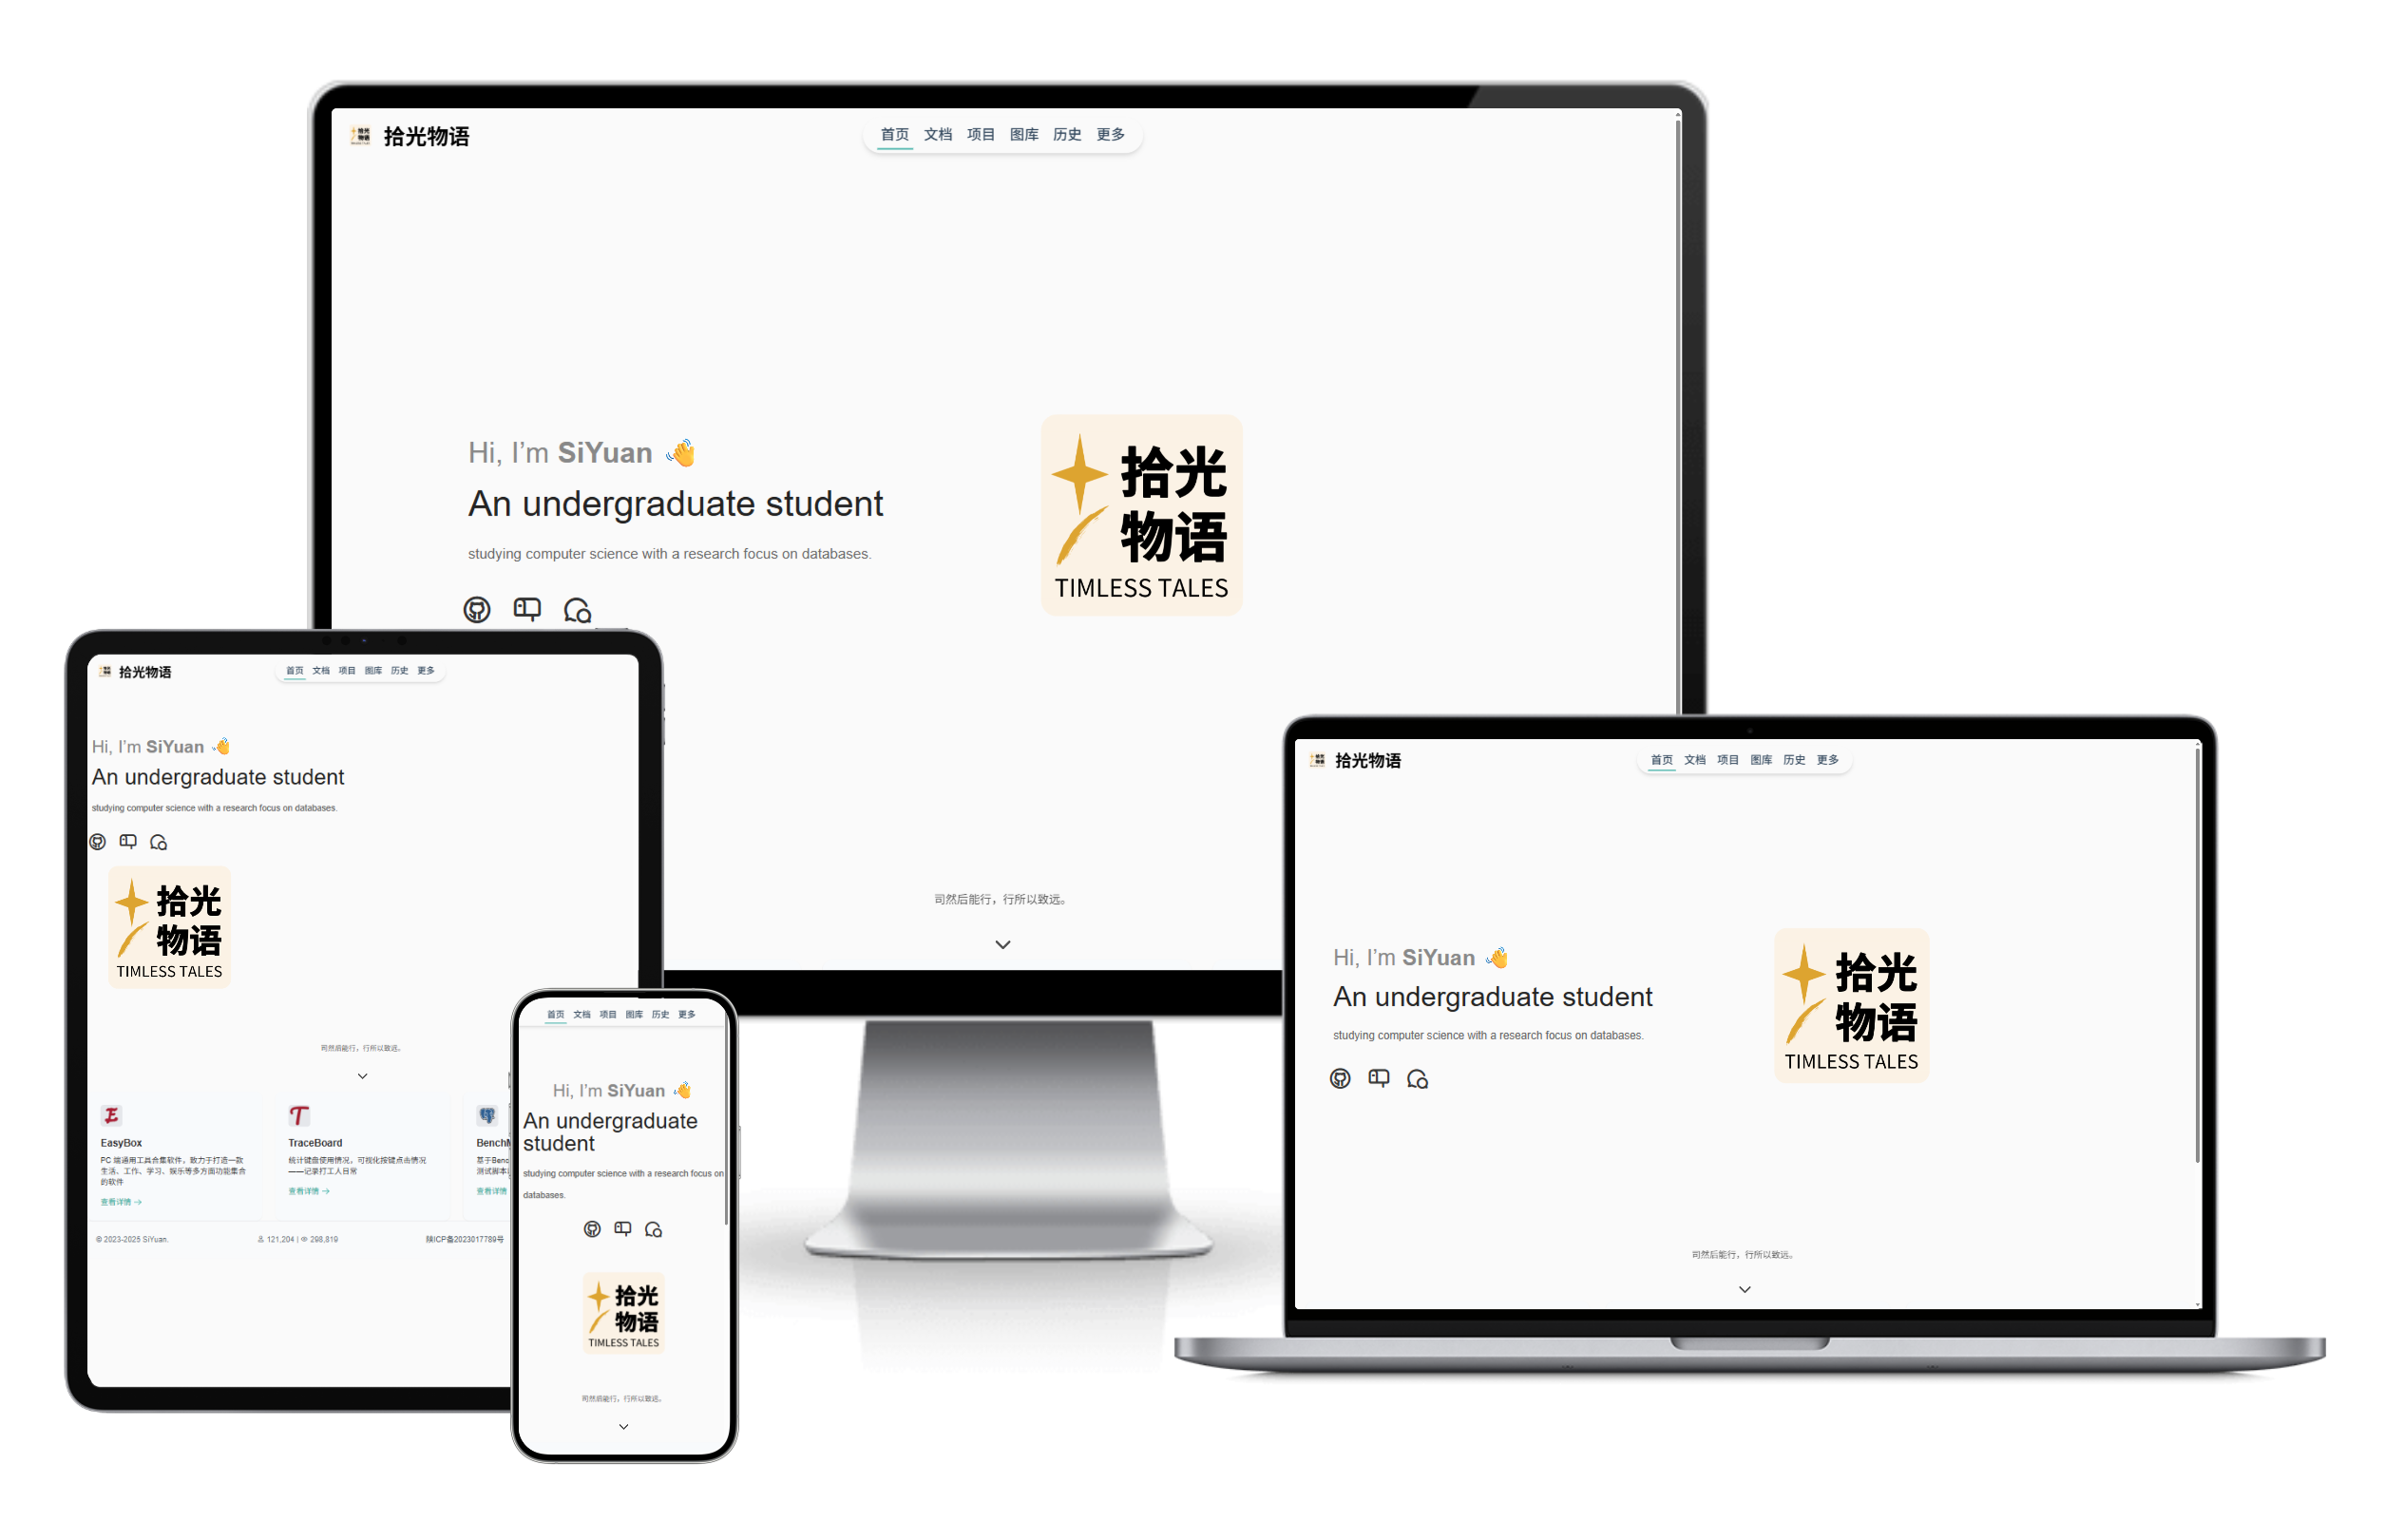 拾光物语
首页 文档 项目 图库 历史 更多
Hi, I'm SiYuan
An undergraduate student
studying computer science with a research focus on databases.
拾光
物语
TIMLESS TALES
司然后能行，行所以致远。
拾光物语
首页 文档 项目 图库 历史 更多
Hi, I'm SiYuan
An undergraduate student
studying computer science with a research focus on databases.
拾光
物语
TIMLESS TALES
司然后能行，行所以致远。
EasyBox
PC 端通用工具合集软件，致力于打造一款
生活、工作、学习、娱乐等多方面功能集合
的软件
查看详情 →
TraceBoard
统计键盘使用情况，可视化按键点击情况
——记录打工人日常
查看详情 →
Bench
基于Benc
测试脚本
查看详情
© 2023-2025 SiYuan.
121,204 | 298,819
陕ICP备2023017789号
首页 文档 项目 图库 历史 更多
Hi, I'm SiYuan
An undergraduate
student
studying computer science with a research focus on
databases.
拾光
物语
TIMLESS TALES
司然后能行，行所以致远。
拾光物语
首页 文档 项目 图库 历史 更多
Hi, I'm SiYuan
An undergraduate student
studying computer science with a research focus on databases.
拾光
物语
TIMLESS TALES
司然后能行，行所以致远。